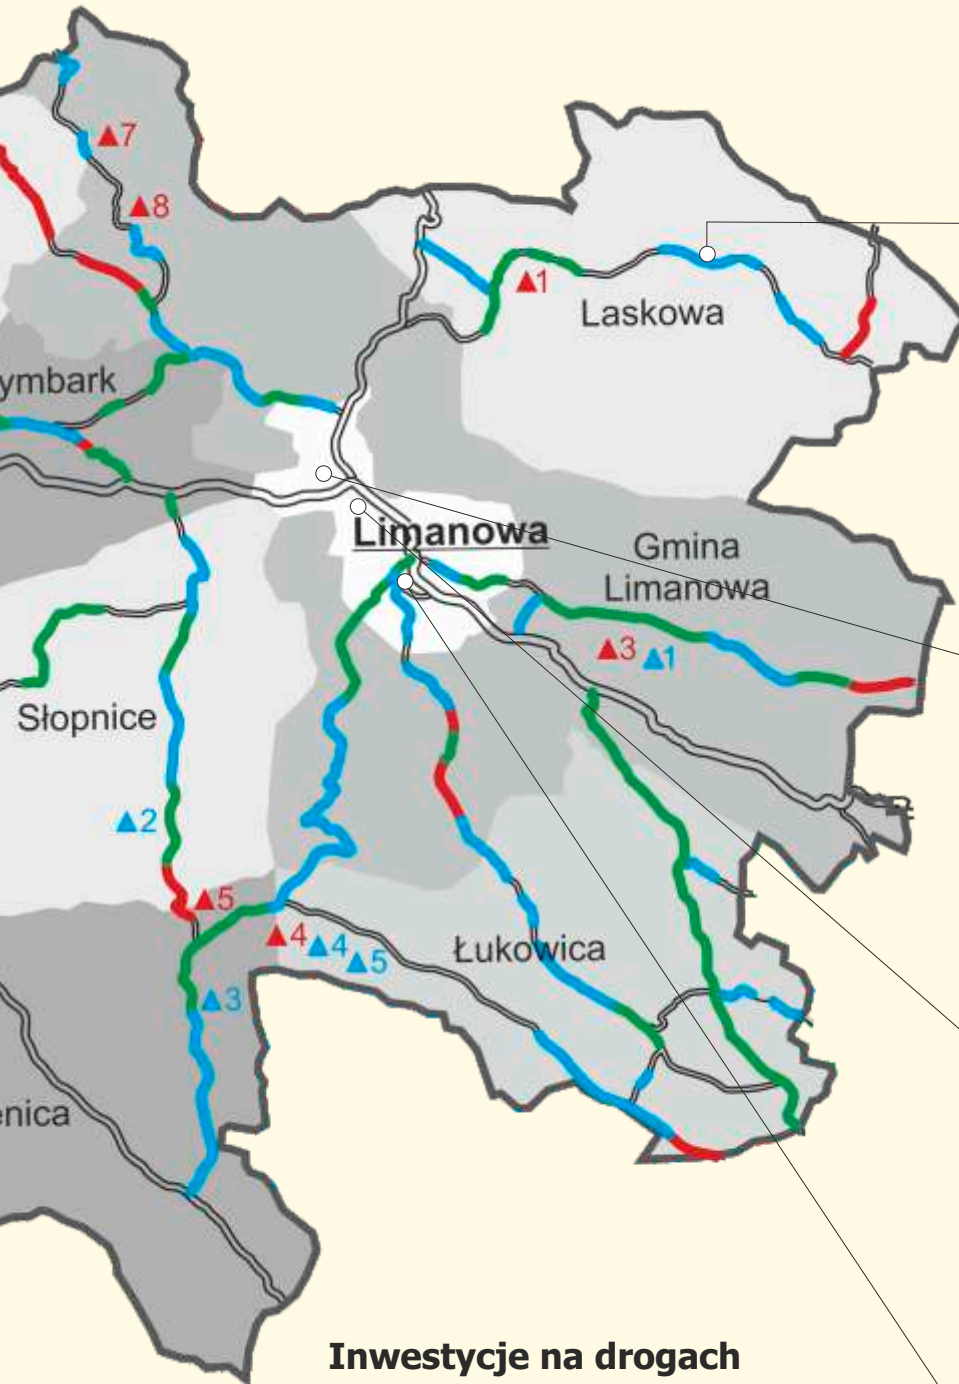 ▲7
▲8
▲1
Laskowa
ymbark
Limanowa
Gmina
Limanowa
▲3 ▲1
Słopnice
▲2
▲5
▲4 ▲4 ▲5
Łukowica
▲3
enica
Inwestycje na drogach